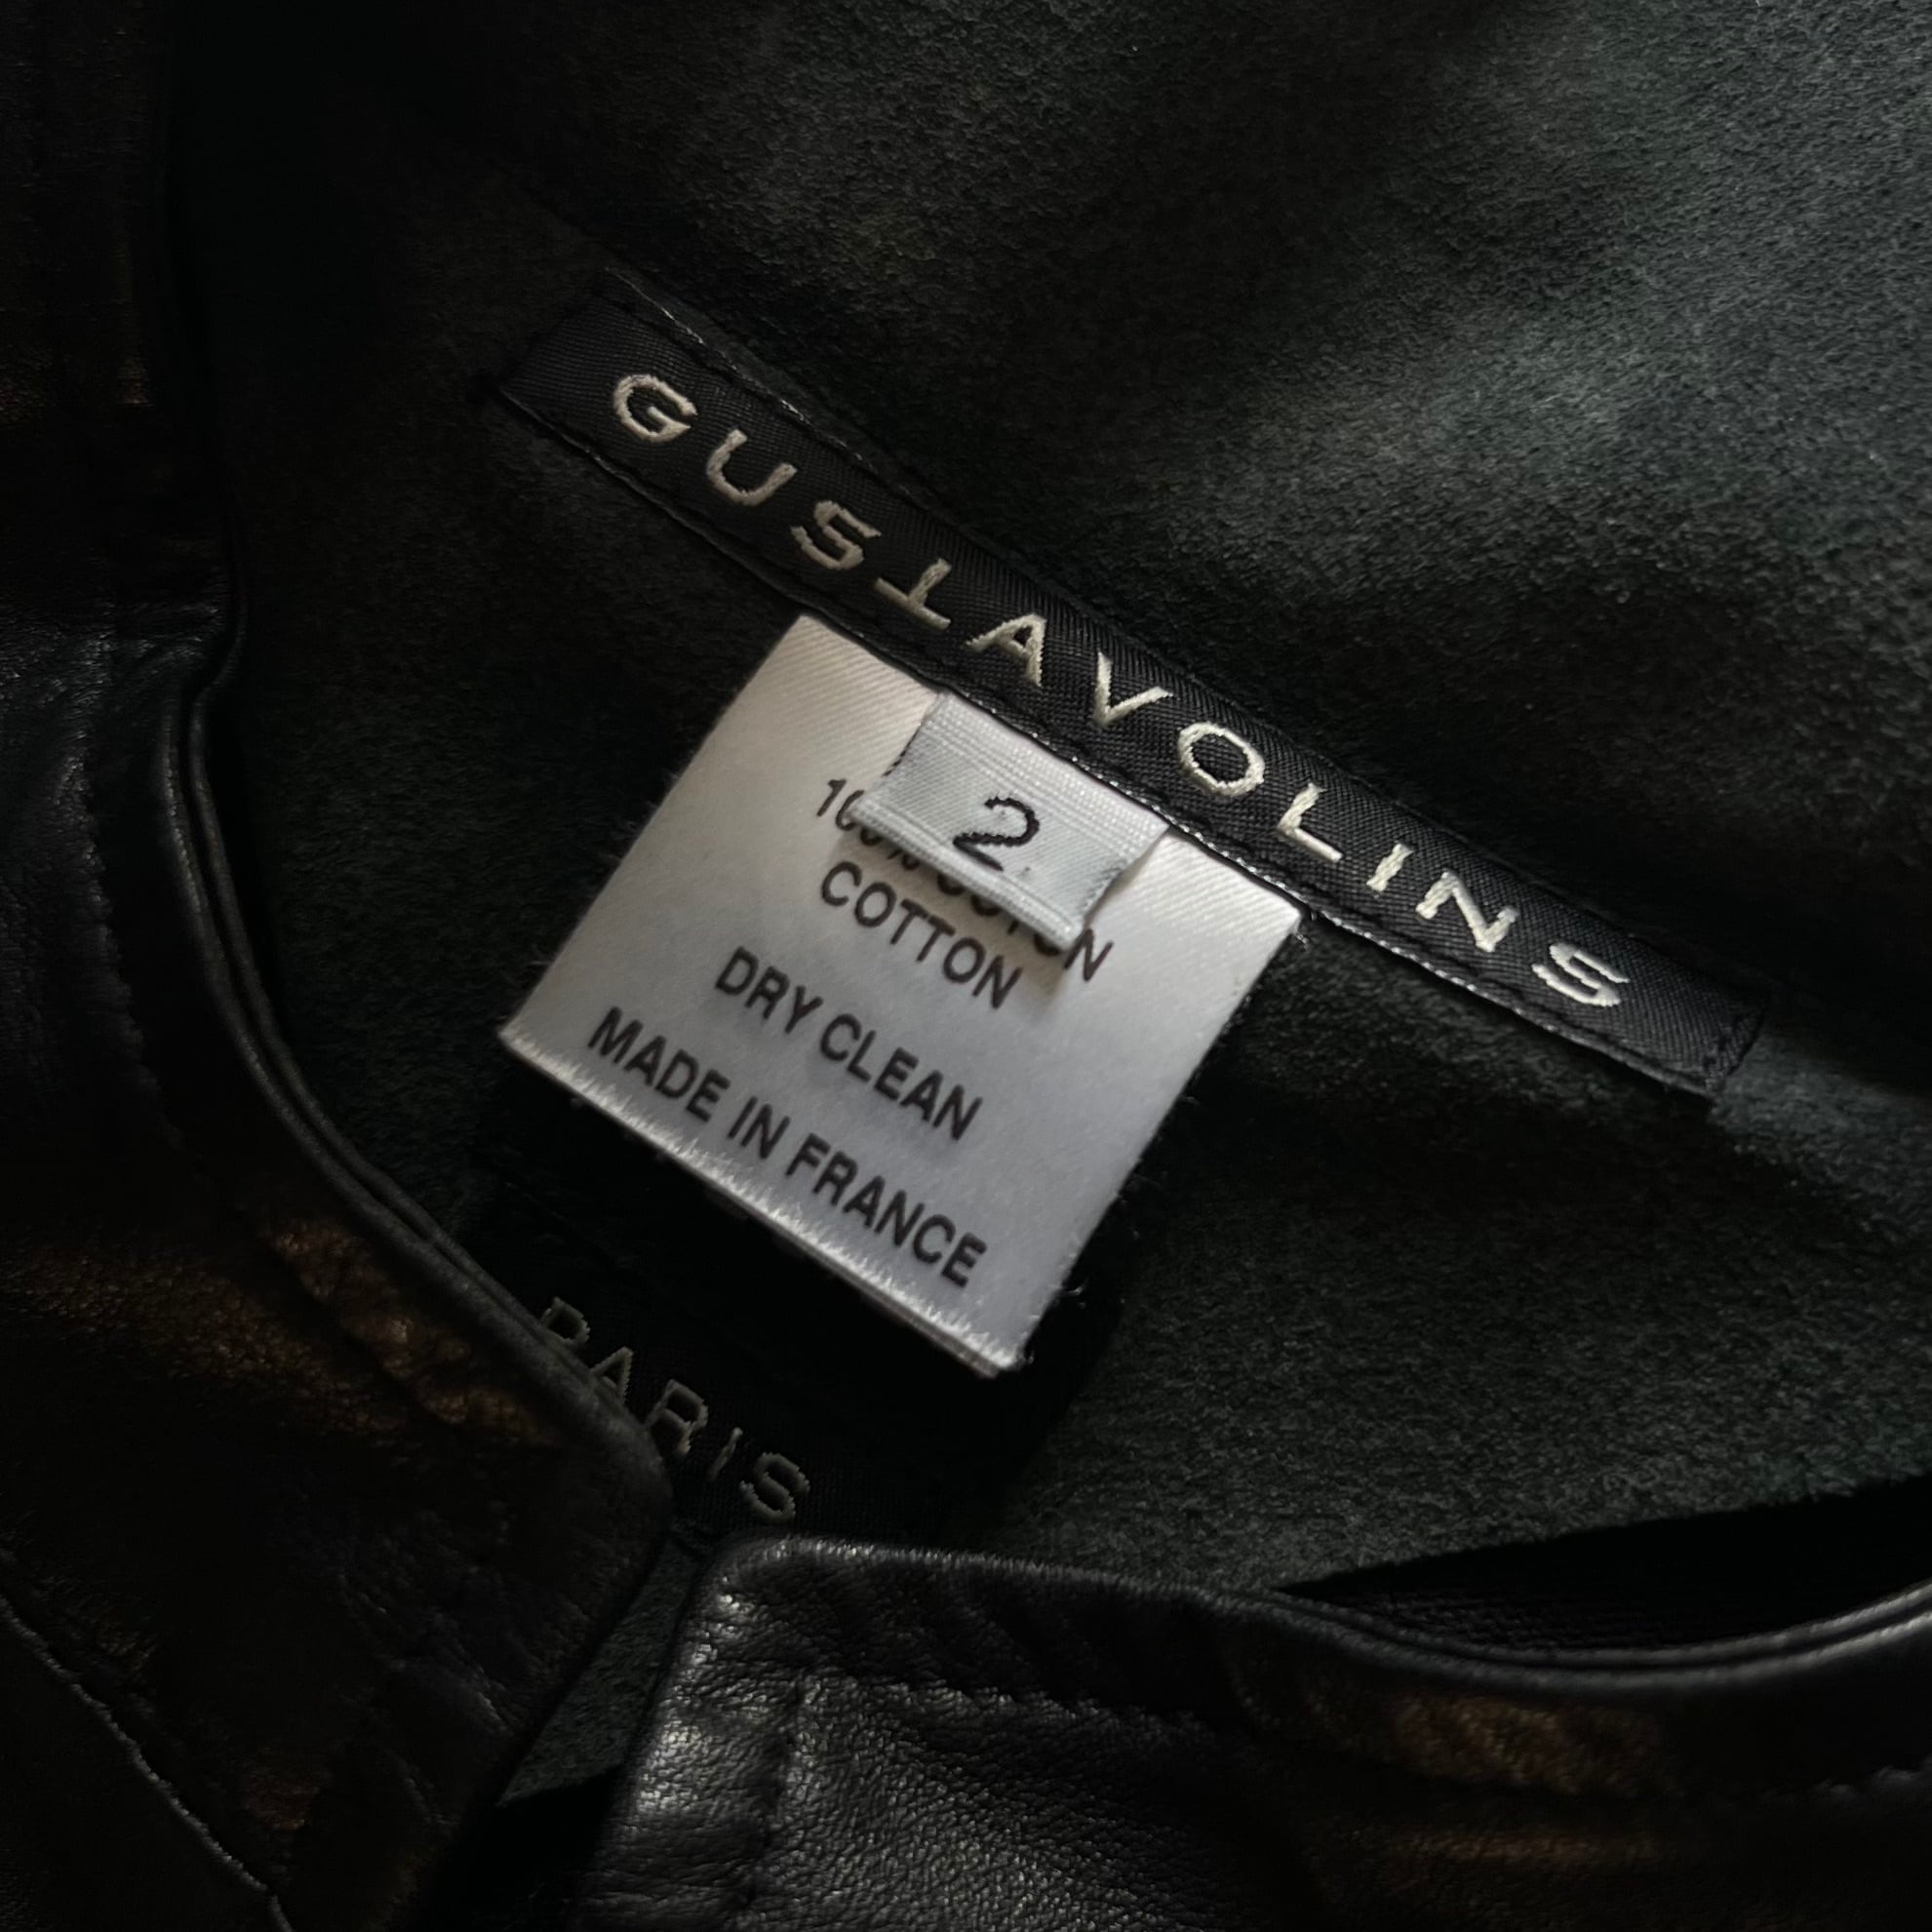 GUSTAVOLINS
2
COTTON
DRY CLEAN
MADE IN FRANCE
PARIS